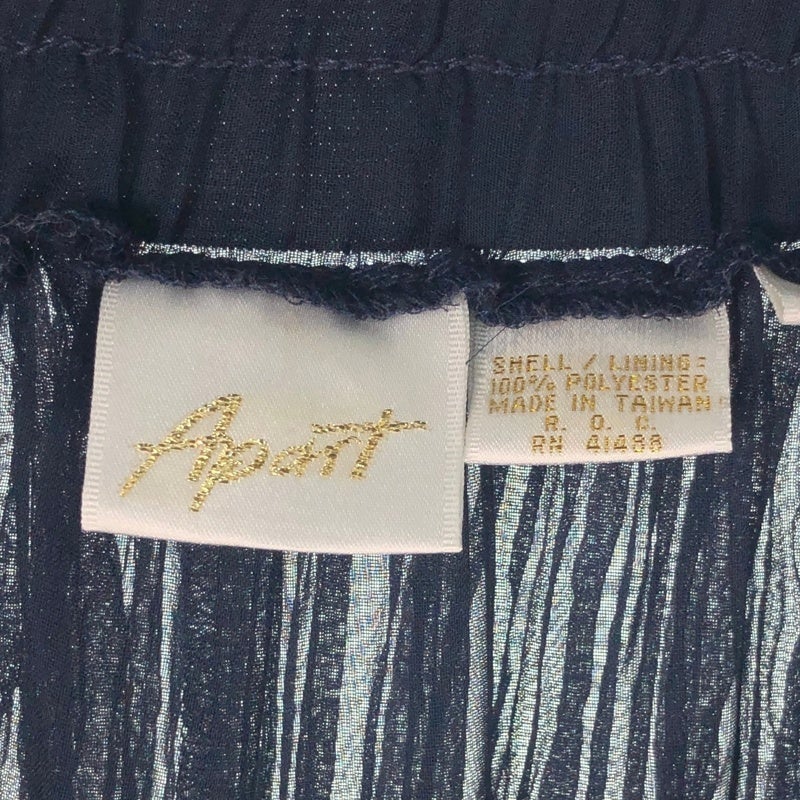 Apart
SHELL / LINING:
100% POLYESTER
MADE IN TAIWAN
R. O. C.
RN 41488